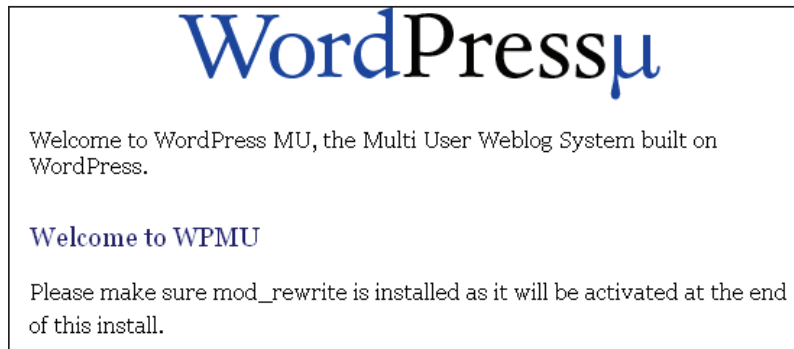 WordPressµ
Welcome to WordPress MU, the Multi User Weblog System built on
WordPress.
Welcome to WPMU
Please make sure mod_rewrite is installed as it will be activated at the end
of this install.